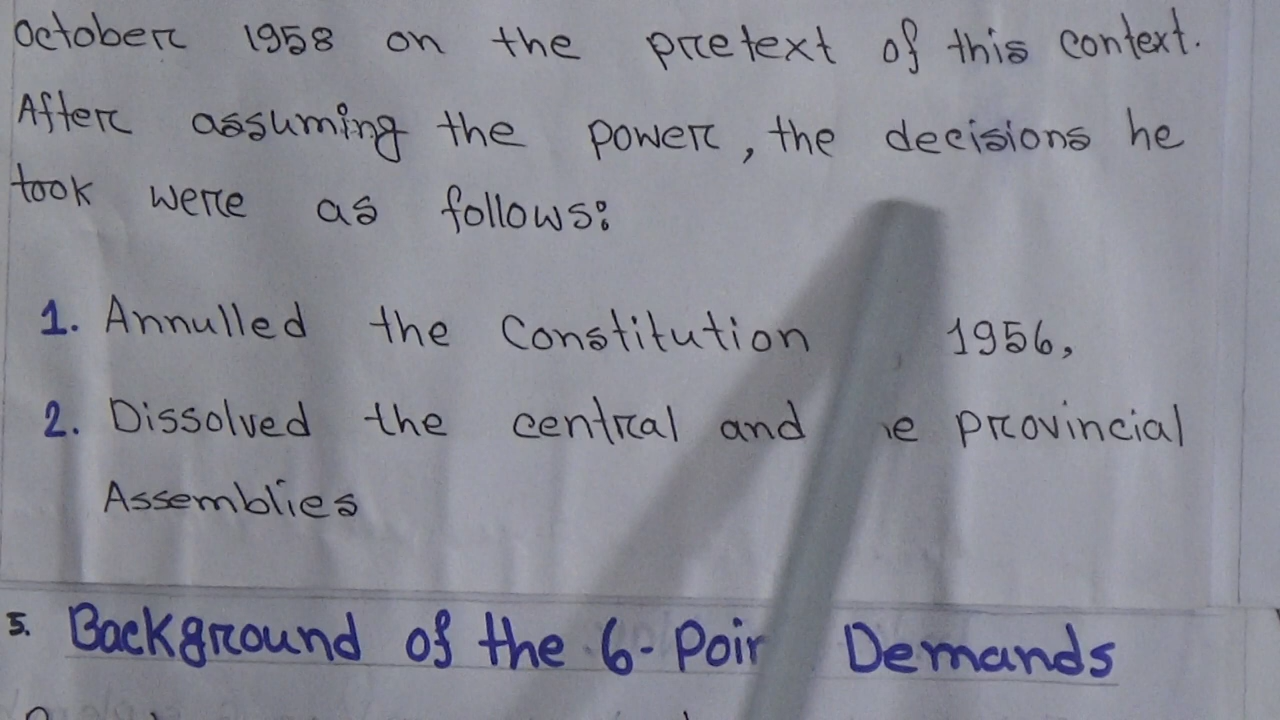 October 1958 on the pretext of this context.
After assuming the power, the decisions he
took were as follows:
1. Annulled the Constitution 1956,
2. Dissolved the central and provincial
Assemblies
5. Background of the 6- Demands